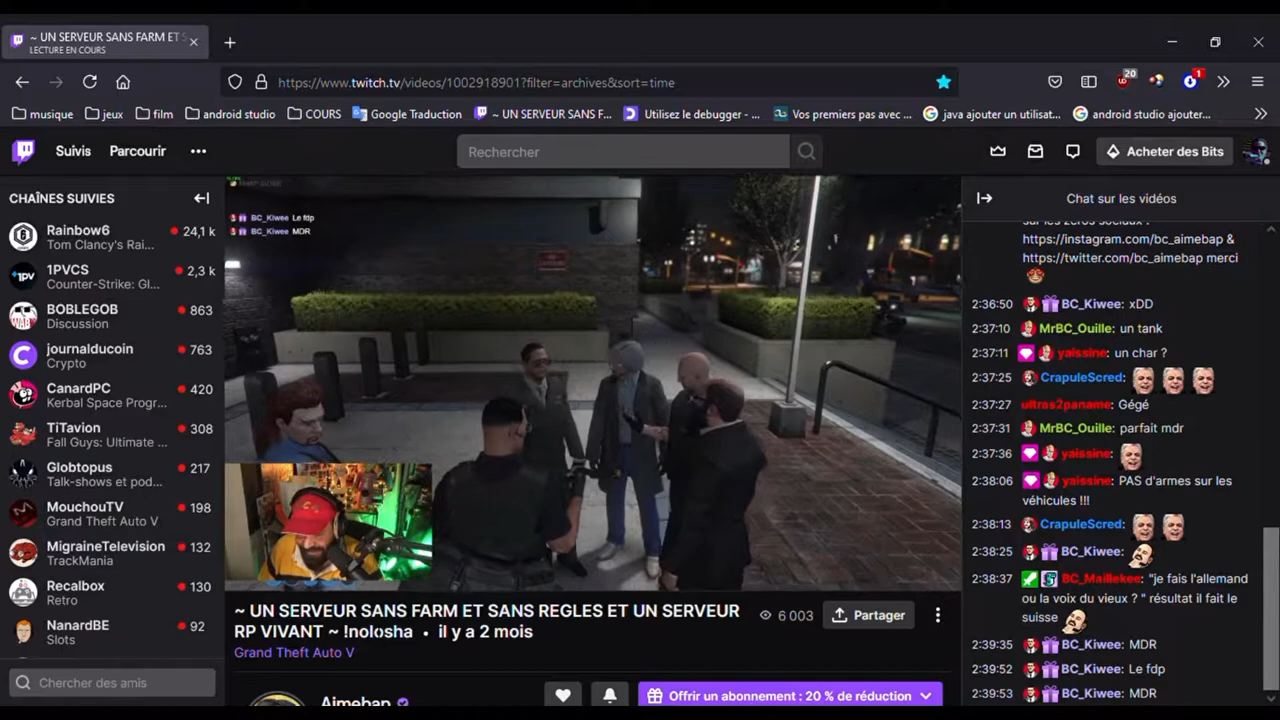 ~ UN SERVEUR SANS FARM ET S
LECTURE EN COURS
https://www.twitch.tv/videos/1002918901?filter=archives&sort=time
20
1
musique
jeux
film
android studio
COURS
Google Traduction
~ UN SERVEUR SANS F...
Utilisez le debugger - ...
Vos premiers pas avec ...
java ajouter un utilisat...
android studio ajouter...
Suivis
Parcourir
Rechercher
Acheter des Bits
CHAÎNES SUIVIES
Rainbow6
24,1 k
Tom Clancy's Rai...
1PVCS
2,3 k
Counter-Strike: Gl...
BOBLEGOB
863
Discussion
journalducoin
763
Crypto
CanardPC
420
Kerbal Space Progr...
TiTavion
308
Fall Guys: Ultimate ...
Globtopus
217
Talk-shows et pod...
MouchouTV
198
Grand Theft Auto V
MigraineTelevision
132
TrackMania
Recalbox
130
Retro
NanardBE
92
Slots
Chercher des amis
BC_Kiwee Le fdp
BC_Kiwee MDR
~ UN SERVEUR SANS FARM ET SANS REGLES ET UN SERVEUR
RP VIVANT ~ !nolosha • il y a 2 mois
Grand Theft Auto V
6 003
Partager
Aimebap
Offrir un abonnement : 20 % de réduction
Chat sur les vidéos
sur les zéros sociaux :
https://instagram.com/bc_aimebap &
https://twitter.com/bc_aimebap merci
2:36:50 BC_Kiwee: xDD
2:37:10 MrBC_Ouille: un tank
2:37:11 yaissine: un char ?
2:37:25 CrapuleScred:
2:37:27 ultras2paname: Gégé
2:37:31 MrBC_Ouille: parfait mdr
2:37:36 yaissine:
2:38:06 yaissine: PAS d'armes sur les
véhicules !!!
2:38:13 CrapuleScred:
2:38:25 BC_Kiwee:
2:38:37 BC_Maillekee: "je fais l'allemand
ou la voix du vieux ? " résultat il fait le
suisse
2:39:35 BC_Kiwee: MDR
2:39:52 BC_Kiwee: Le fdp
2:39:53 BC_Kiwee: MDR